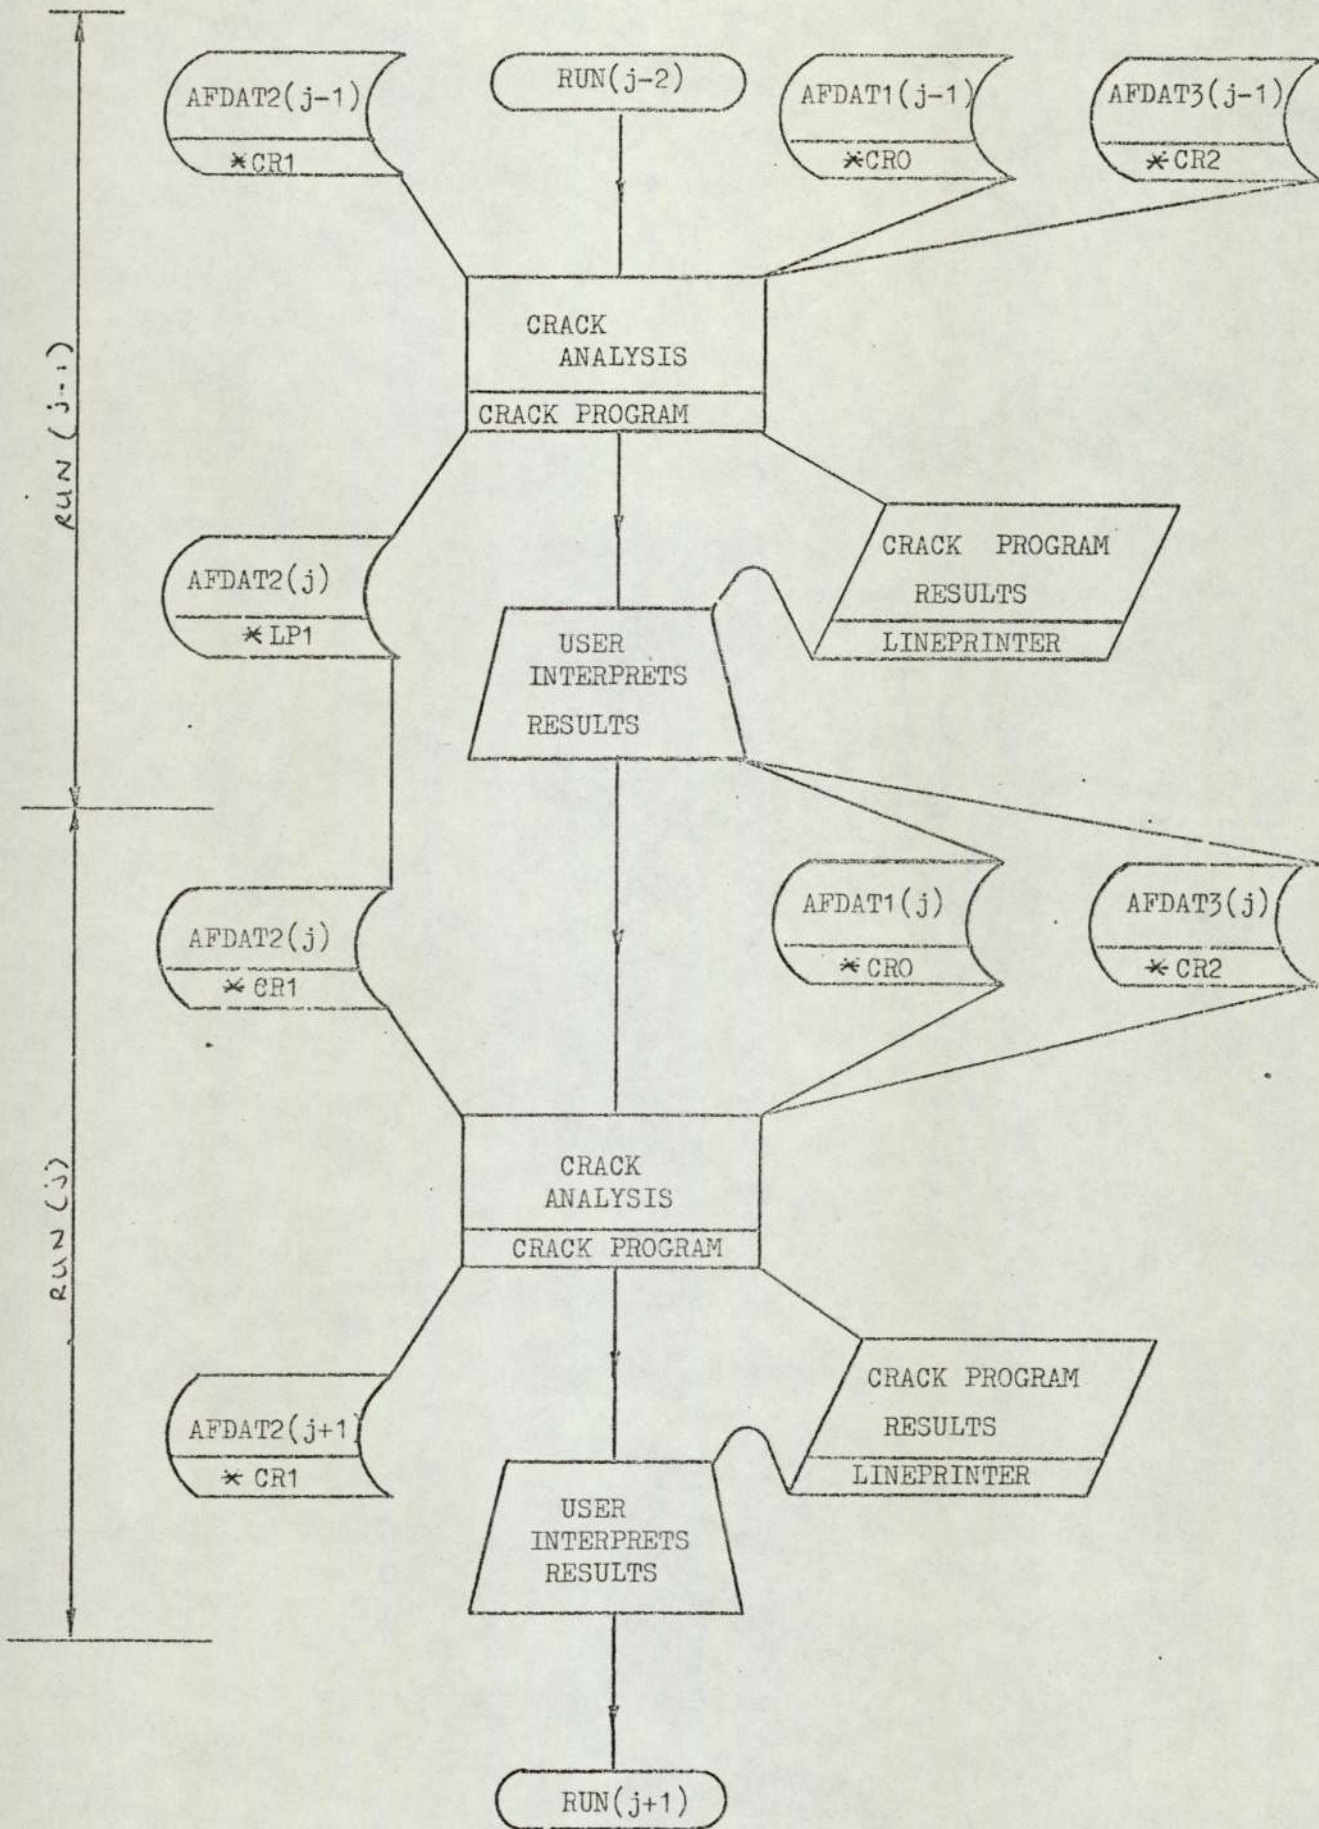 AFDAT2(j-1)
*CR1
RUN(j-2)
AFDAT1(j-1)
*CR0
AFDAT3(j-1)
*CR2
CRACK
ANALYSIS
CRACK PROGRAM
RUN (j-1)
AFDAT2(j)
*LP1
CRACK PROGRAM
RESULTS
LINEPRINTER
USER
INTERPRETS
RESULTS
AFDAT2(j)
*CR1
AFDAT1(j)
*CR0
AFDAT3(j)
*CR2
CRACK
ANALYSIS
CRACK PROGRAM
RUN (j)
AFDAT2(j+1)
*CR1
CRACK PROGRAM
RESULTS
LINEPRINTER
USER
INTERPRETS
RESULTS
RUN(j+1)